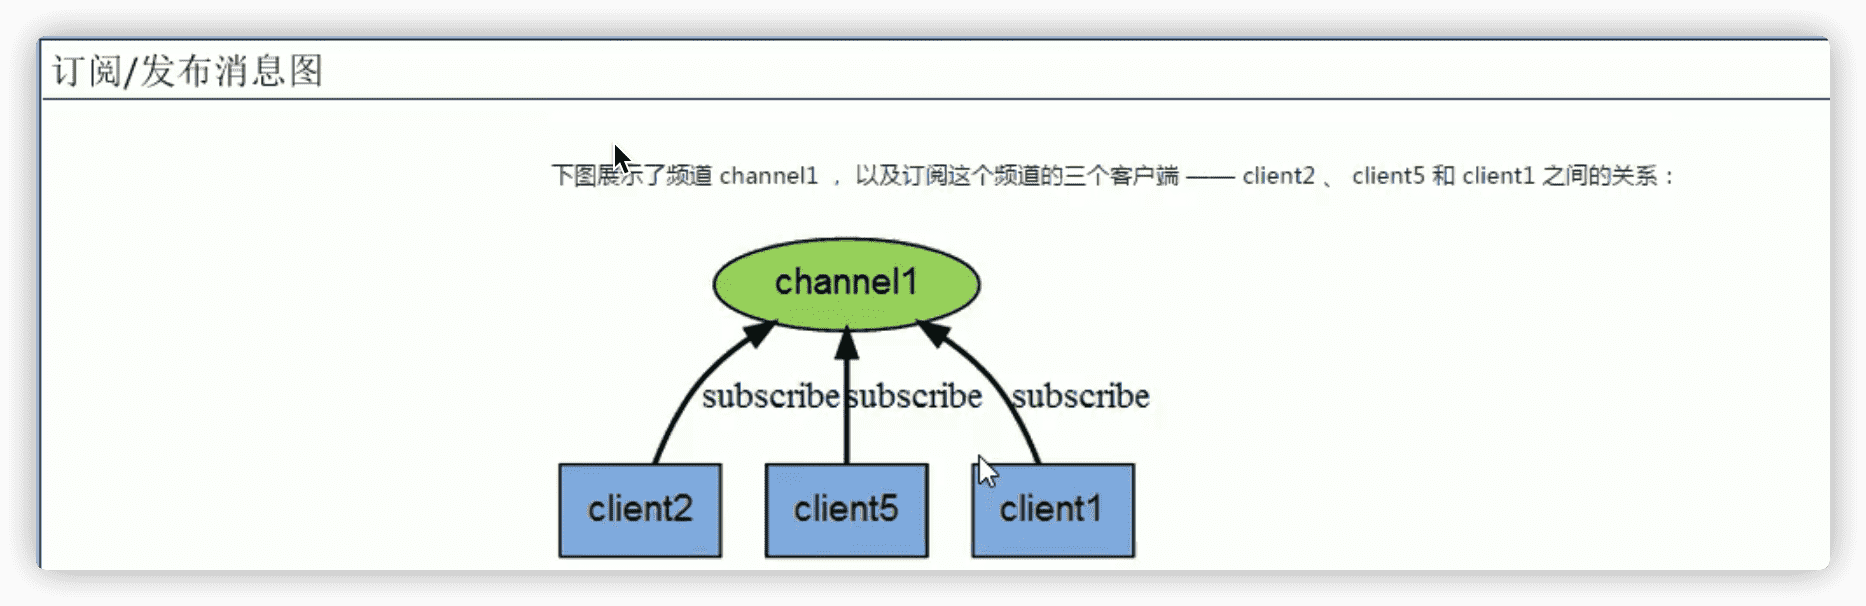 订阅/发布消息图
下图展示了频道 channel1 ， 以及订阅这个频道的三个客户端 —— client2 、 client5 和 client1 之间的关系：
channel1
subscribe subscribe subscribe
client2 client5 client1